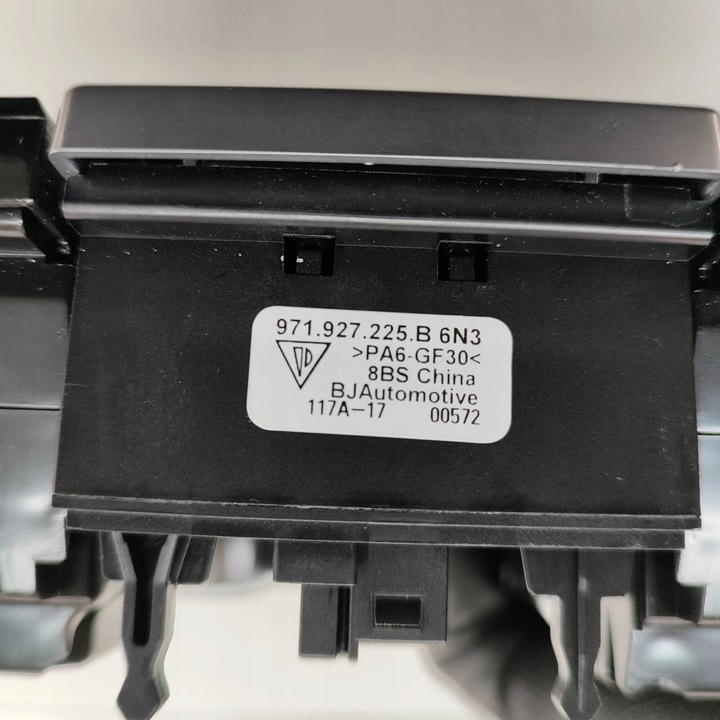 971.927.225.B 6N3
>PA6-GF30<
8BS China
BJAutomotive
117A-17 00572